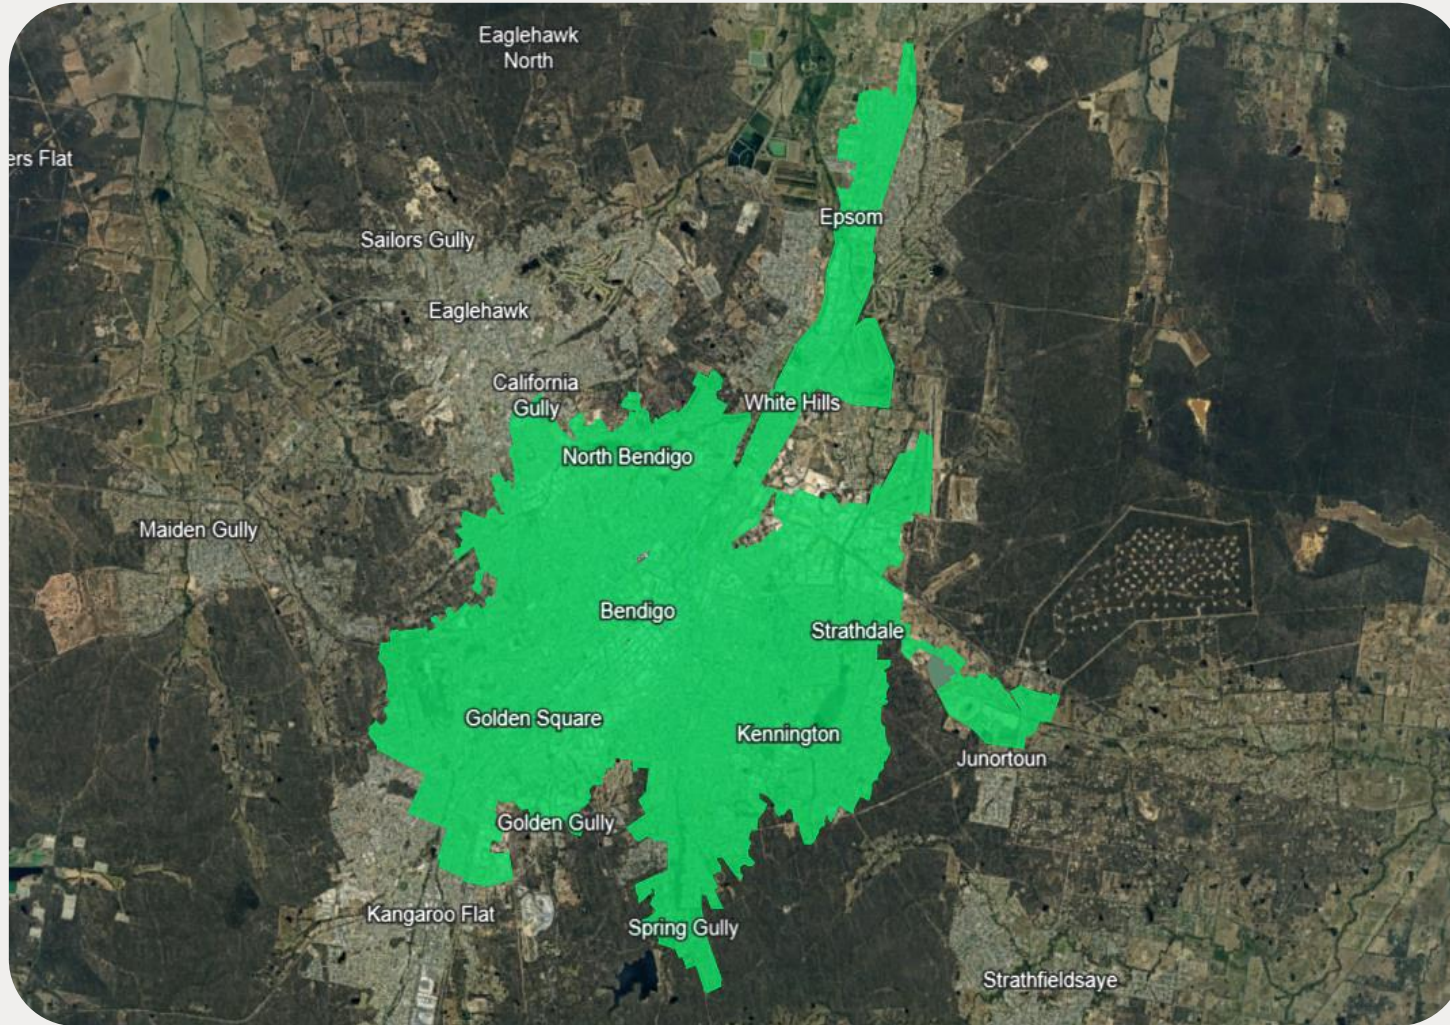 Eaglehawk
North
ers Flat
Epsom
Sailors Gully
Eaglehawk
California
Gully
White Hills
North Bendigo
Maiden Gully
Bendigo
Strathdale
Golden Square
Kennington
Junortoun
Golden Gully
Kangaroo Flat
Spring Gully
Strathfieldsaye